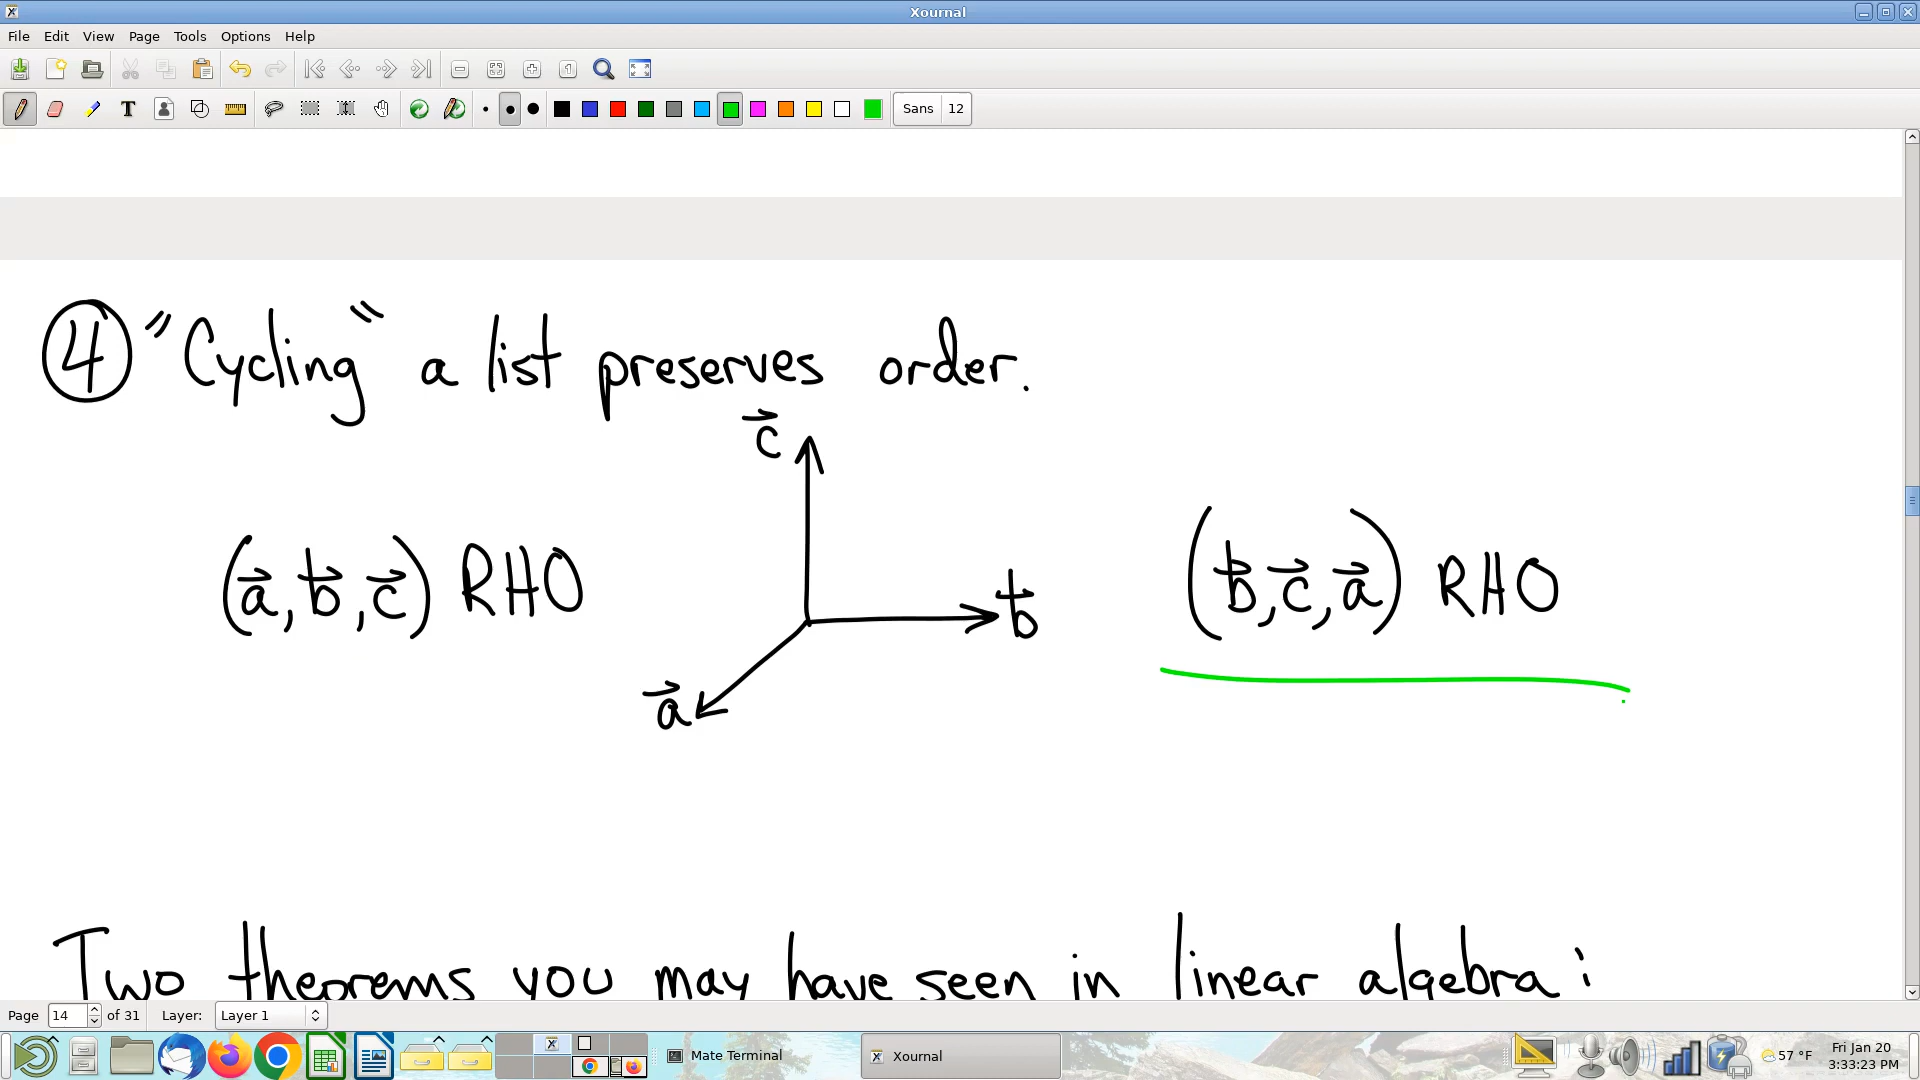 Xournal
File Edit View Page Tools Options Help
Sans 12
④ "Cycling" a list preserves order.
c⃗
(a⃗, b⃗, c⃗) RHO
b⃗
(b⃗, c⃗, a⃗) RHO
a⃗
Two theorems you may have seen in linear algebra:
Page 14 of 31 Layer: Layer 1
Mate Terminal
Xournal
57 °F
Fri Jan 20
3:33:23 PM